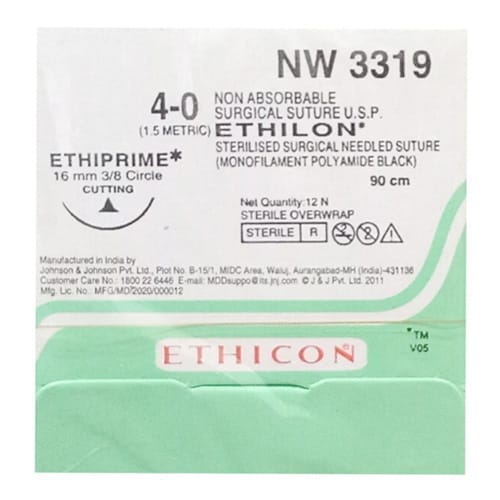 NW 3319
4-0
(1.5 METRIC)
NON ABSORBABLE
SURGICAL SUTURE U.S.P.
ETHILON*
STERILISED SURGICAL NEEDLED SUTURE
(MONOFILAMENT POLYAMIDE BLACK)
90 cm
ETHIPRIME*
16 mm 3/8 Circle
CUTTING
Net Quantity:12 N
STERILE OVERWRAP
STERILE R
2
Manufactured in India by
Johnson & Johnson Pvt. Ltd., Plot No. B-15/1, MIDC Area, Waluj, Aurangabad-MH (India)-431136
Customer Care No.: 1800 22 6446 E-mail: MDDsuppo@its.jnj.com © J & J Pvt. Ltd. 2011
Mfg. Lic. No.: MFG/MD/2020/000012
ETHICON
*TM
V05